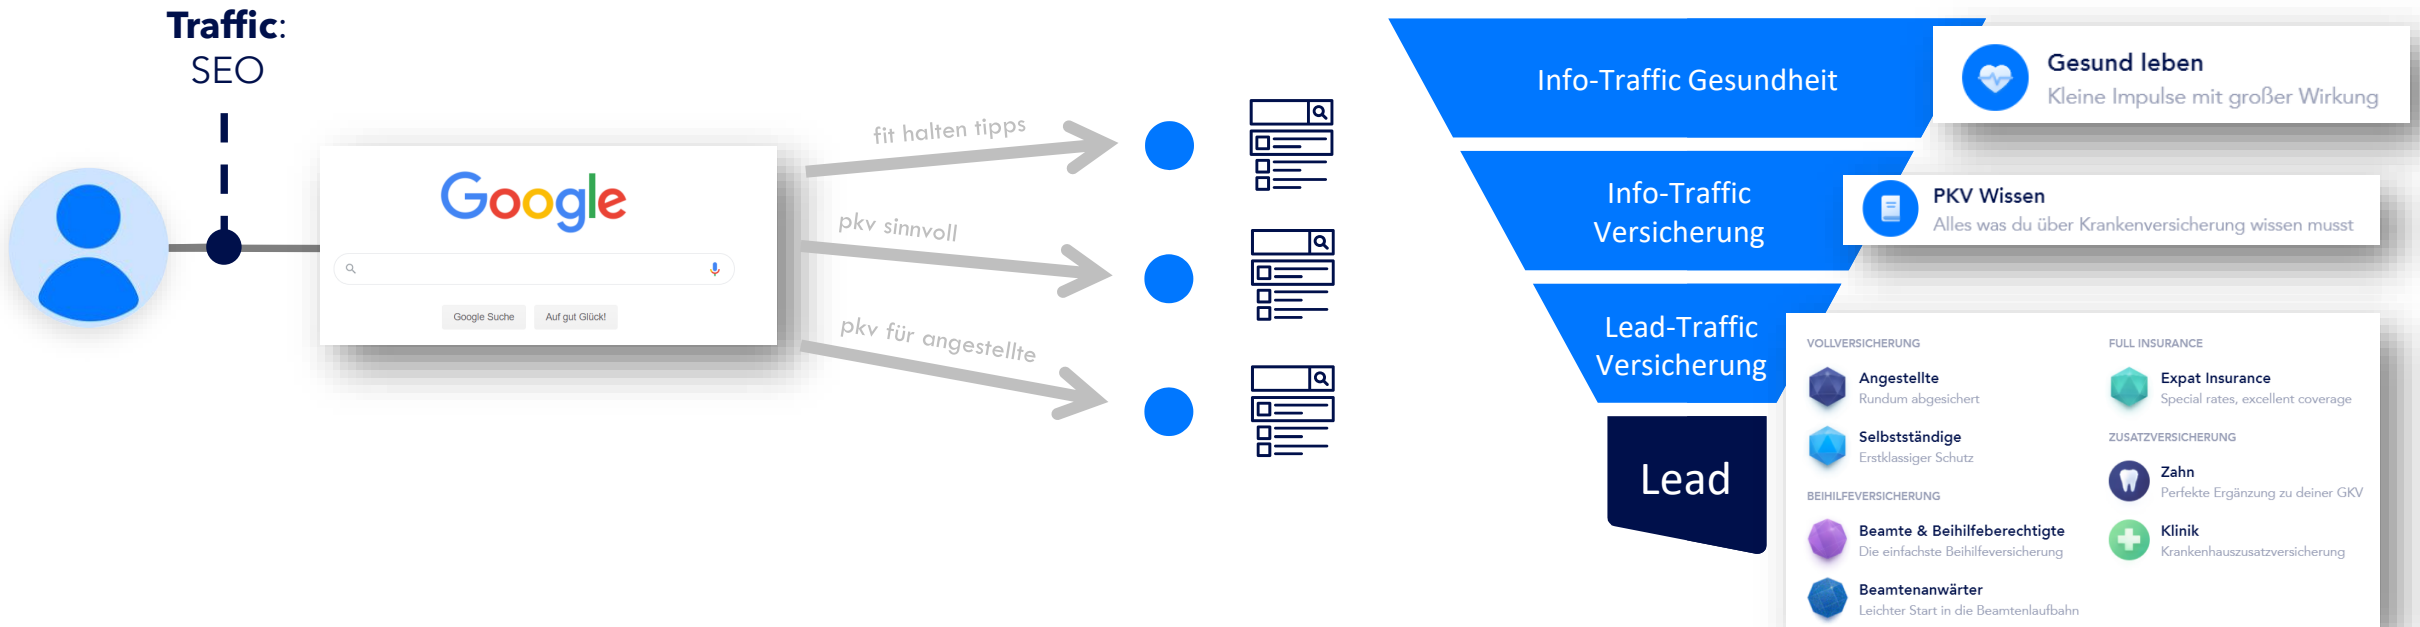 Traffic:
SEO
Google
Google Suche
Auf gut Glück!
fit halten tipps
pkv sinnvoll
pkv für angestellte
Info-Traffic Gesundheit
Info-Traffic
Versicherung
Lead-Traffic
Versicherung
Lead
Gesund leben
Kleine Impulse mit großer Wirkung
PKV Wissen
Alles was du über Krankenversicherung wissen musst
VOLLVERSICHERUNG
Angestellte
Rundum abgesichert
Selbstständige
Erstklassiger Schutz
BEIHILFEVERSICHERUNG
Beamte & Beihilfeberechtigte
Die einfachste Beihilfeversicherung
Beamtenanwärter
Leichter Start in die Beamtenlaufbahn
FULL INSURANCE
Expat Insurance
Special rates, excellent coverage
ZUSATZVERSICHERUNG
Zahn
Perfekte Ergänzung zu deiner GKV
Klinik
Krankenhauszusatzversicherung